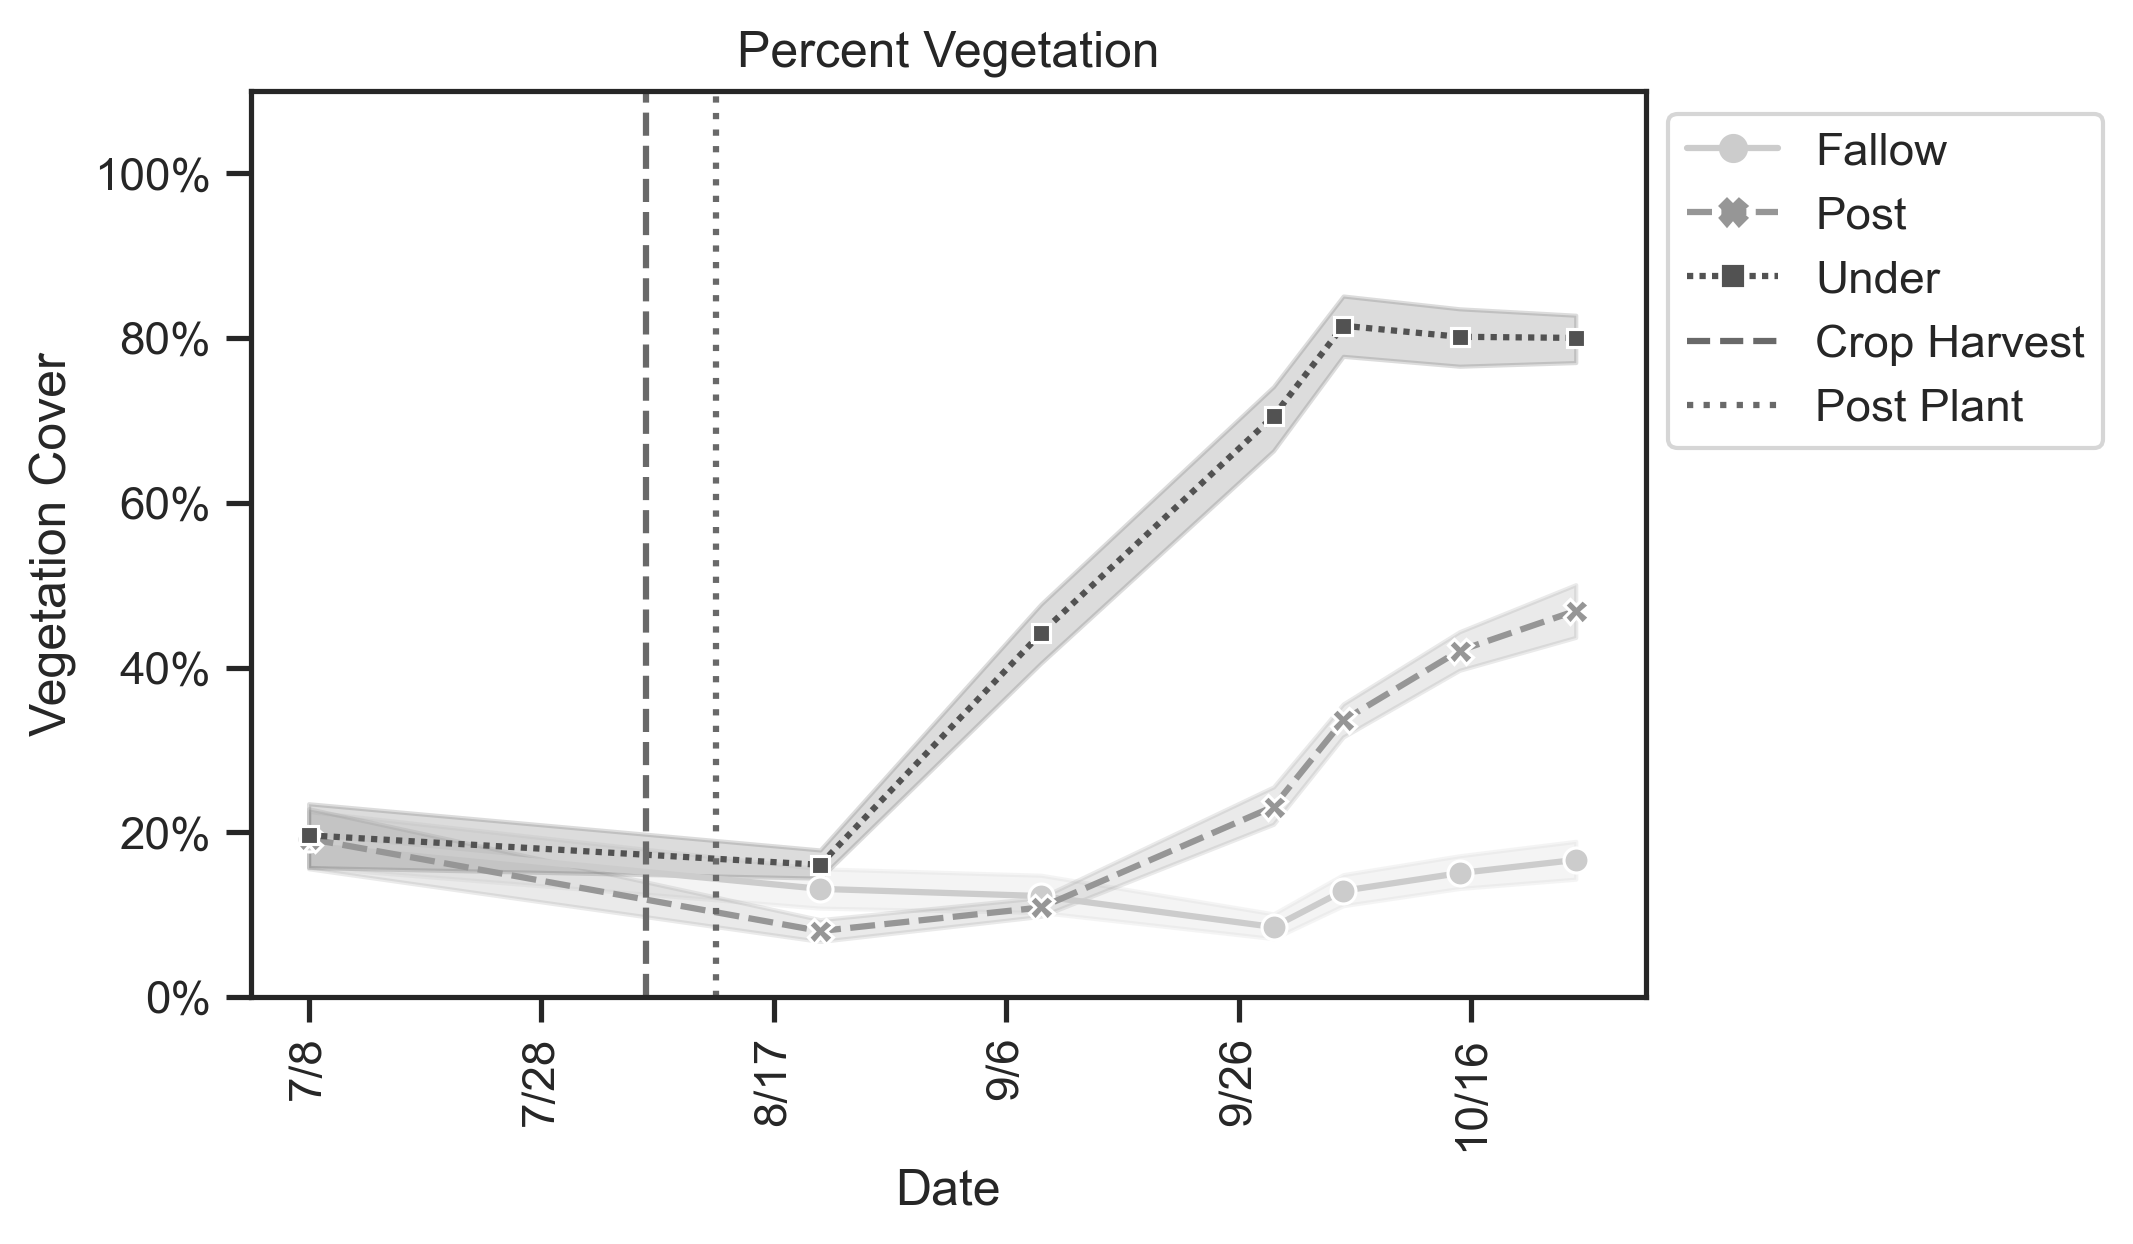 Percent Vegetation
Vegetation Cover
100%
80%
60%
40%
20%
0%
7/8
7/28
8/17
9/6
9/26
10/16
Date
Fallow
Post
Under
Crop Harvest
Post Plant